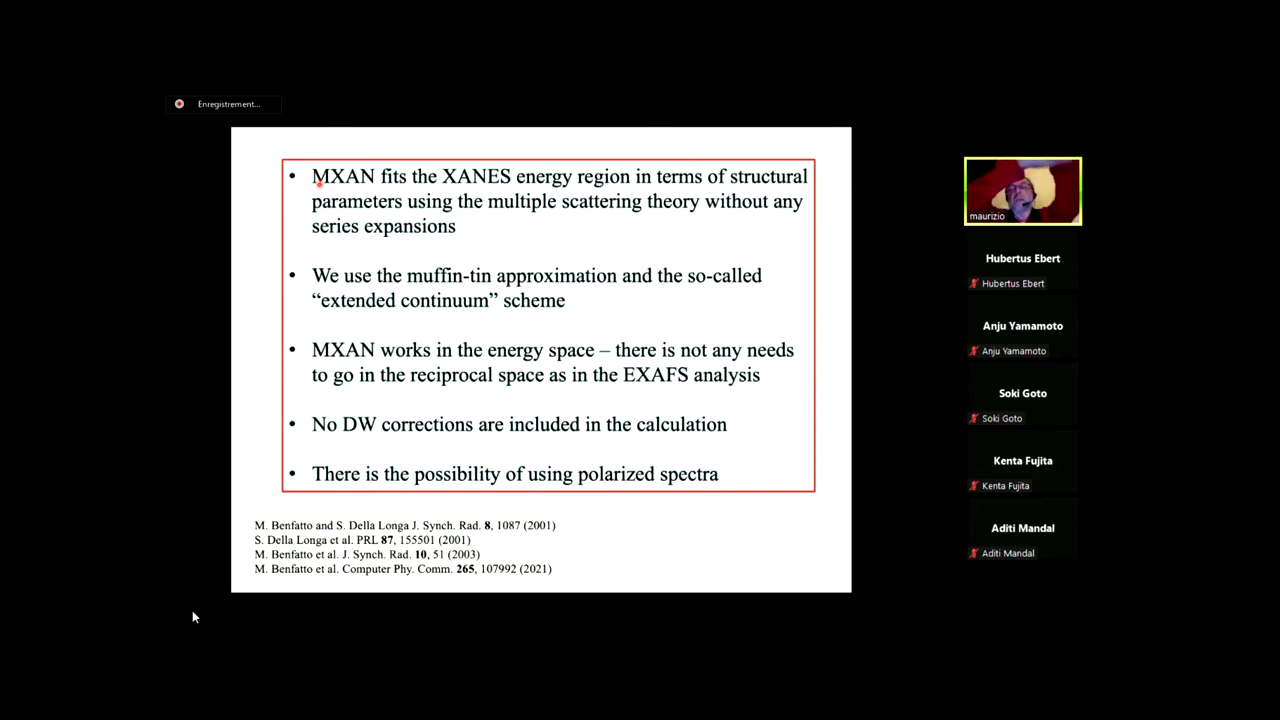 Enregistrement...
• MXAN fits the XANES energy region in terms of structural
parameters using the multiple scattering theory without any
series expansions
• We use the muffin-tin approximation and the so-called
“extended continuum” scheme
• MXAN works in the energy space – there is not any needs
to go in the reciprocal space as in the EXAFS analysis
• No DW corrections are included in the calculation
• There is the possibility of using polarized spectra
M. Benfatto and S. Della Longa J. Synch. Rad. 8, 1087 (2001)
S. Della Longa et al. PRL 87, 155501 (2001)
M. Benfatto et al. J. Synch. Rad. 10, 51 (2003)
M. Benfatto et al. Computer Phy. Comm. 265, 107992 (2021)
maurizio
Hubertus Ebert
Hubertus Ebert
Anju Yamamoto
Anju Yamamoto
Soki Goto
Soki Goto
Kenta Fujita
Kenta Fujita
Aditi Mandal
Aditi Mandal